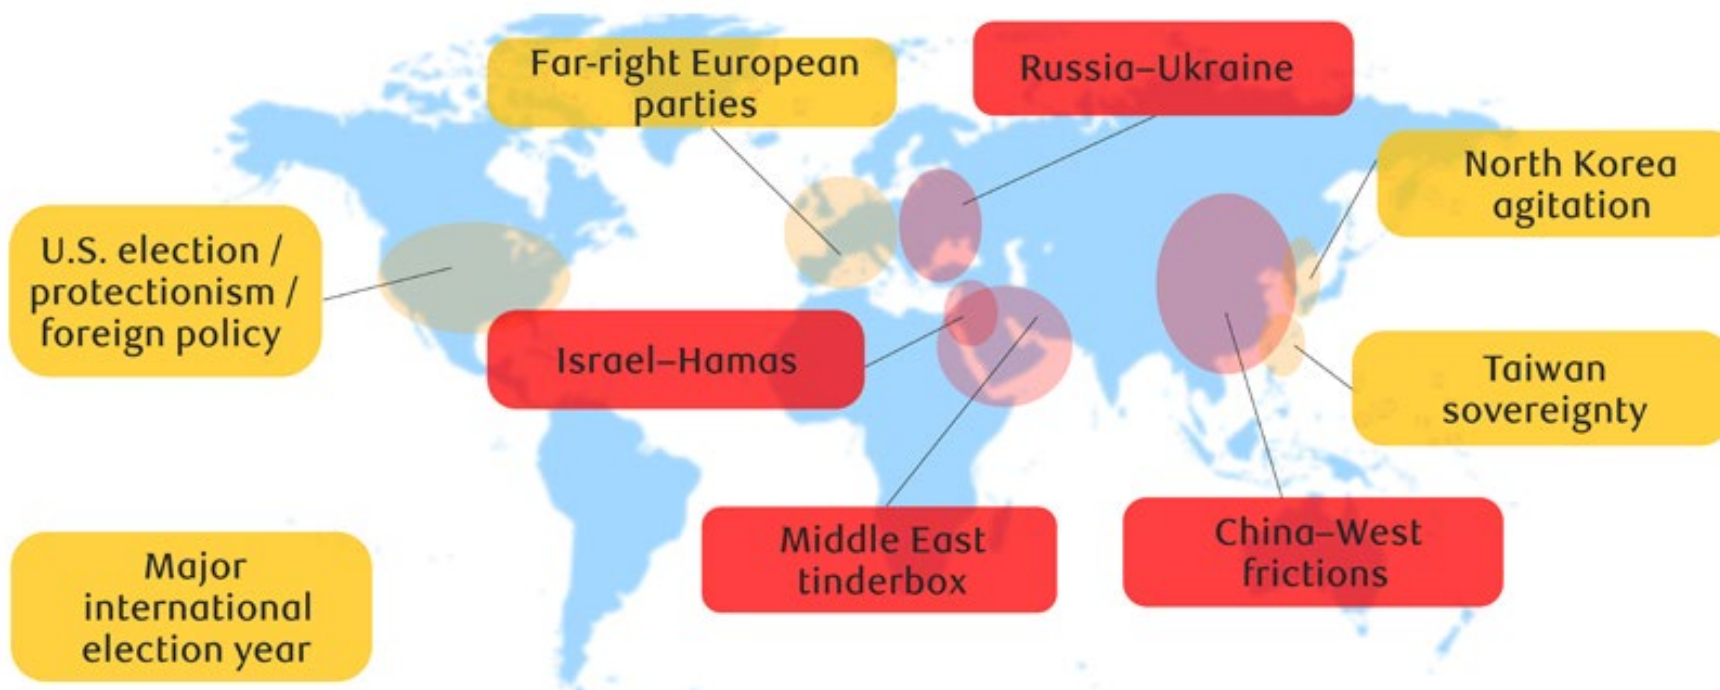 Far-right European
parties
Russia–Ukraine
North Korea
agitation
U.S. election /
protectionism /
foreign policy
Israel–Hamas
Taiwan
sovereignty
Middle East
tinderbox
China–West
frictions
Major
international
election year